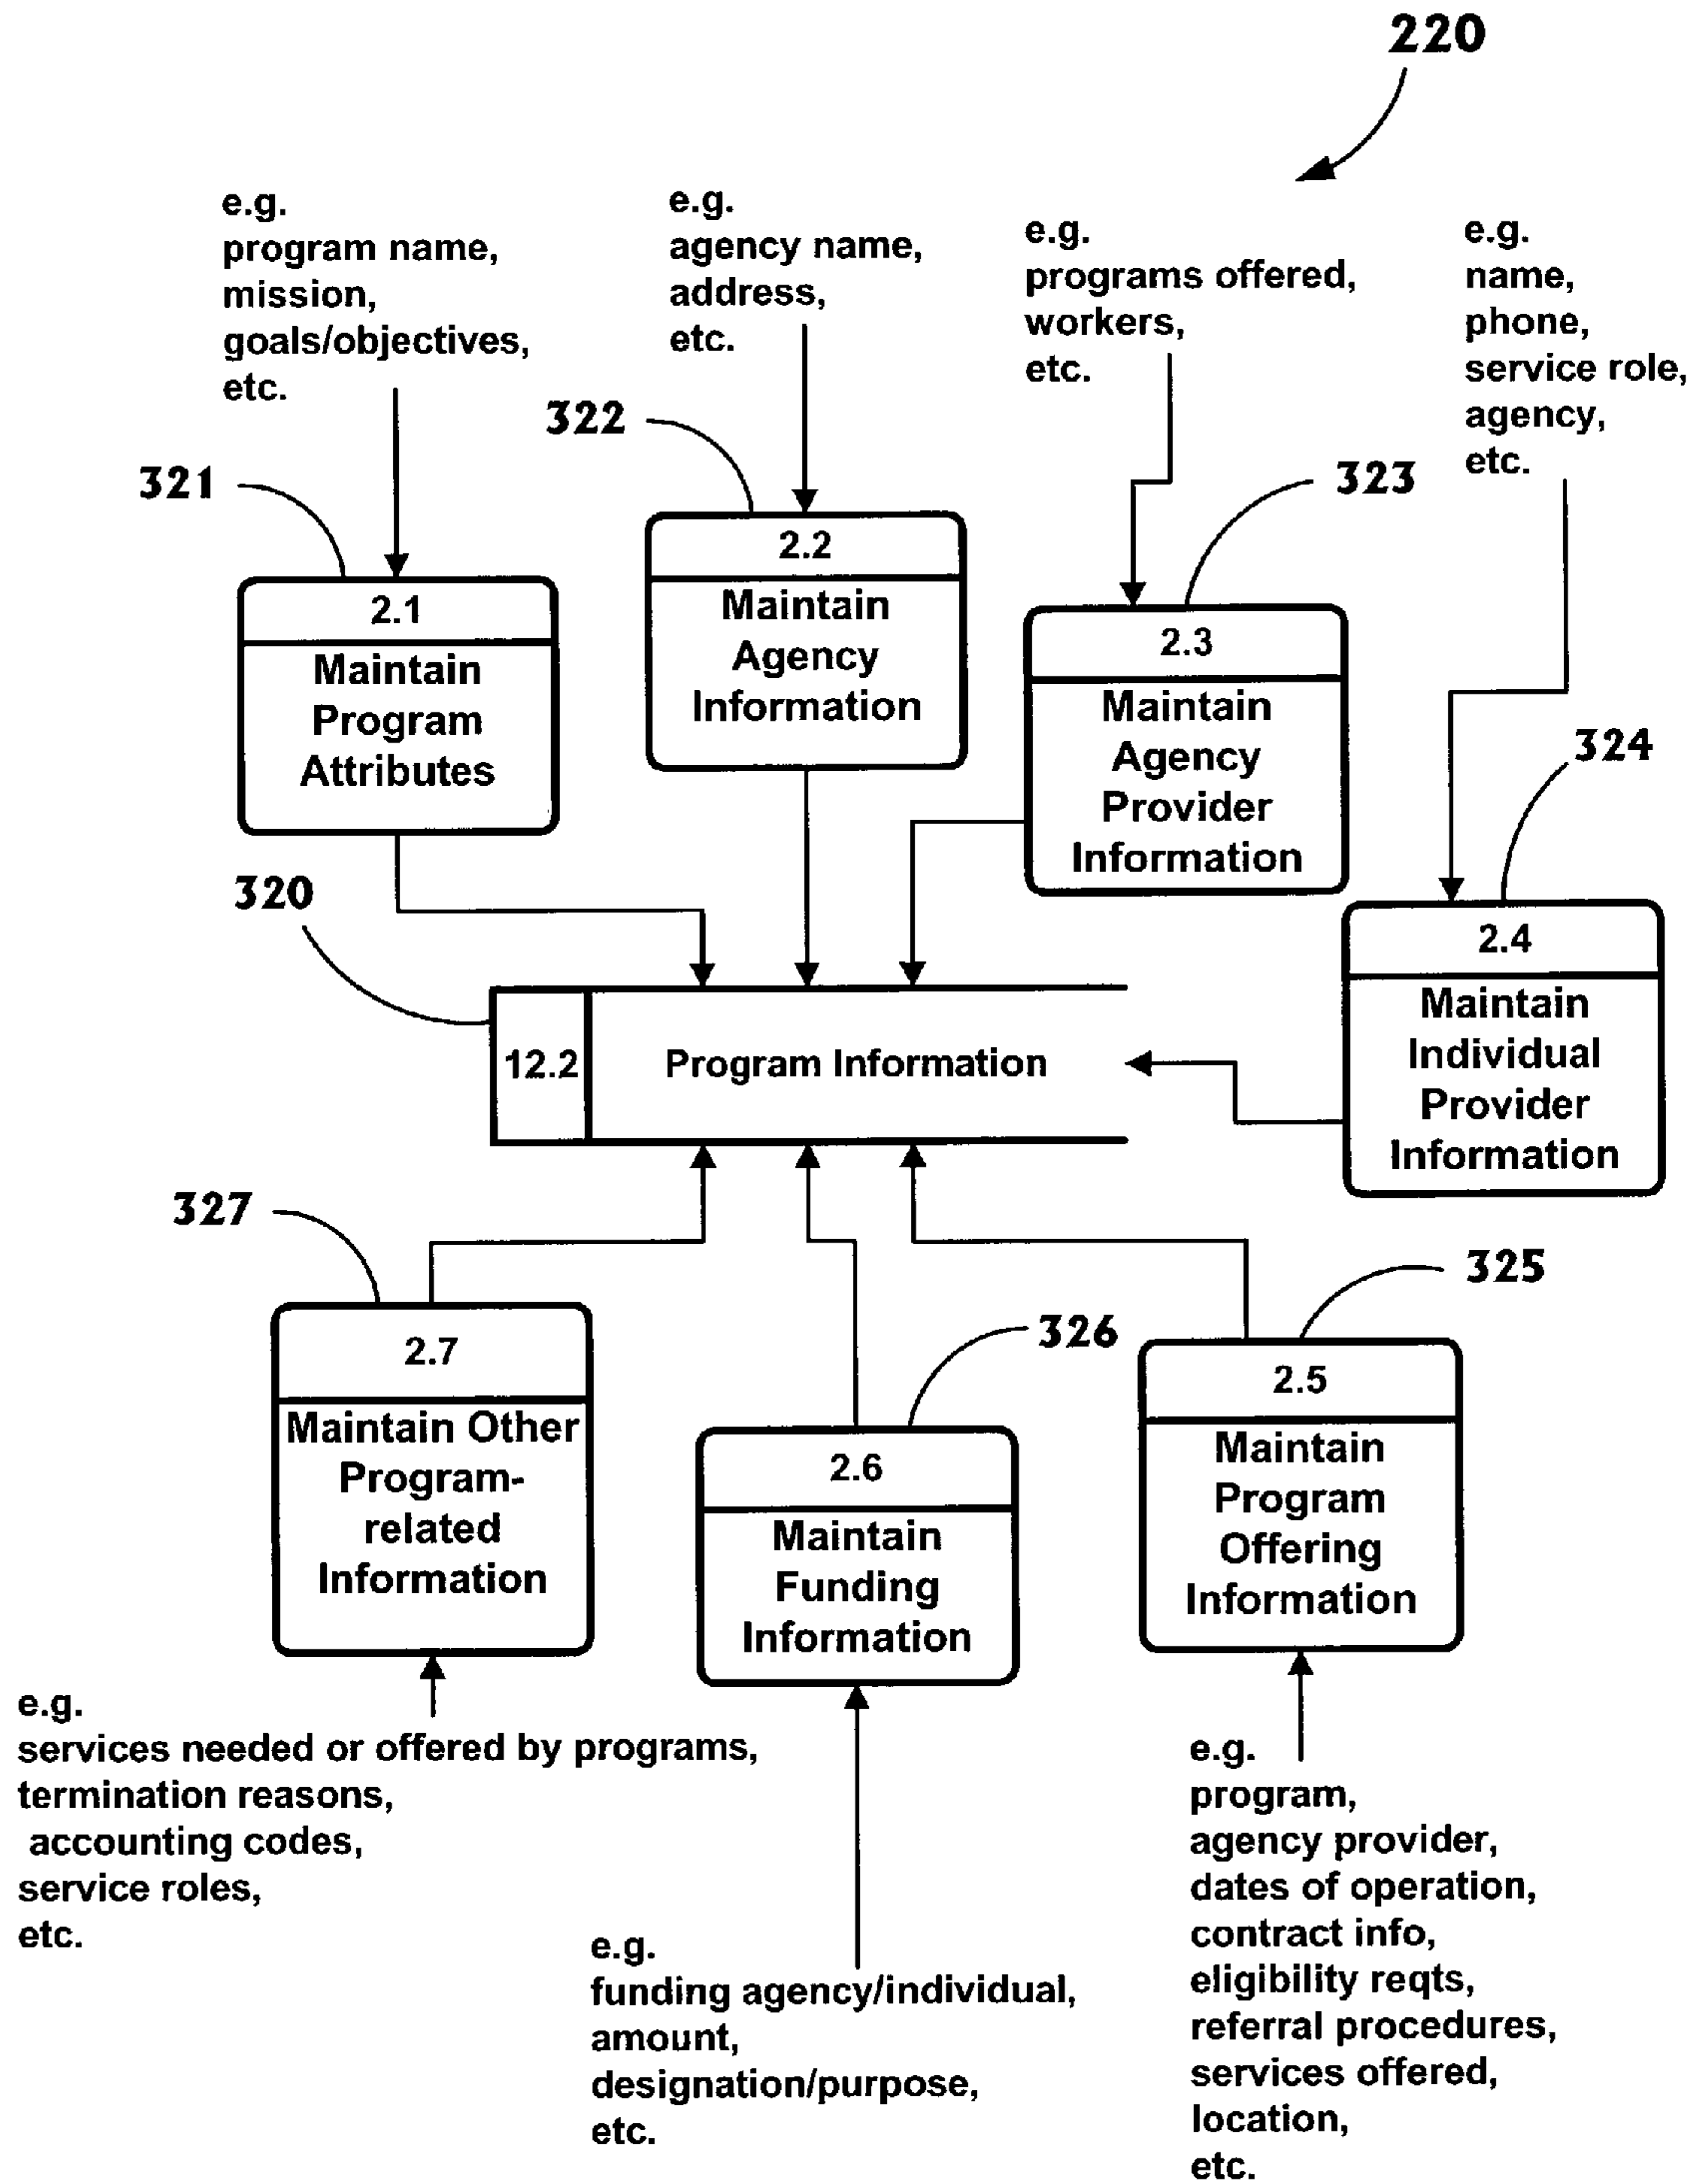 220
e.g.
program name,
mission,
goals/objectives,
etc.
e.g.
agency name,
address,
etc.
e.g.
programs offered,
workers,
etc.
e.g.
name,
phone,
service role,
agency,
etc.
321
322
323
324
2.1
Maintain
Program
Attributes
2.2
Maintain
Agency
Information
2.3
Maintain
Agency
Provider
Information
2.4
Maintain
Individual
Provider
Information
320
12.2
Program Information
327
326
325
2.7
Maintain Other
Program-
related
Information
2.6
Maintain
Funding
Information
2.5
Maintain
Program
Offering
Information
e.g.
services needed or offered by programs,
termination reasons,
accounting codes,
service roles,
etc.
e.g.
funding agency/individual,
amount,
designation/purpose,
etc.
e.g.
program,
agency provider,
dates of operation,
contract info,
eligibility reqts,
referral procedures,
services offered,
location,
etc.